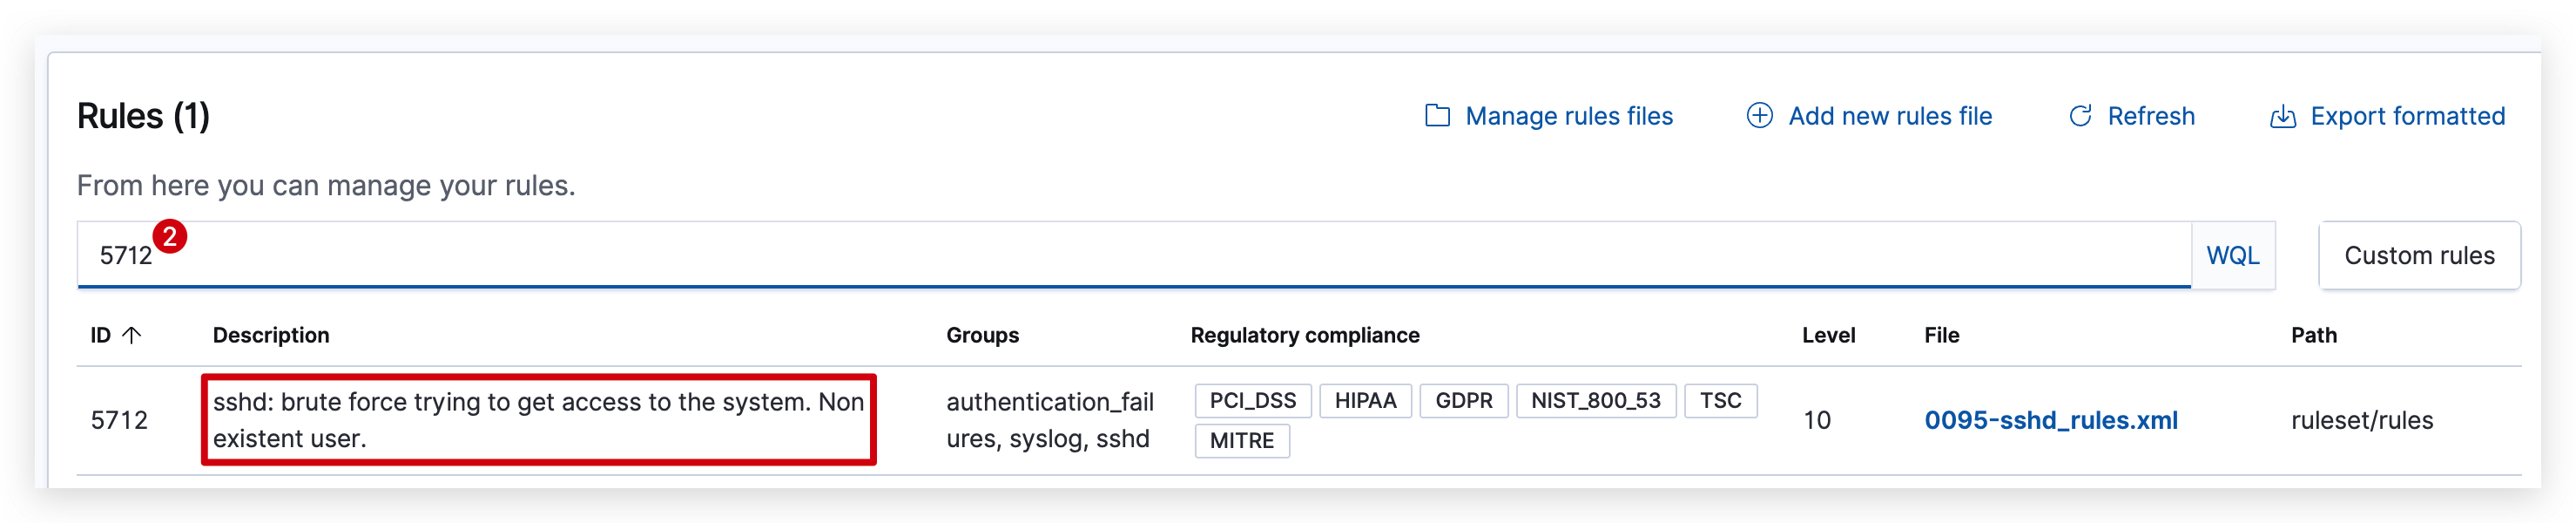 Rules (1)
Manage rules files
Add new rules file
Refresh
Export formatted
From here you can manage your rules.
5712
2
WQL
Custom rules
ID
Description
Groups
Regulatory compliance
Level
File
Path
5712
sshd: brute force trying to get access to the system. Non
existent user.
authentication_fail
ures, syslog, sshd
PCI_DSS
HIPAA
GDPR
NIST_800_53
TSC
MITRE
10
0095-sshd_rules.xml
ruleset/rules